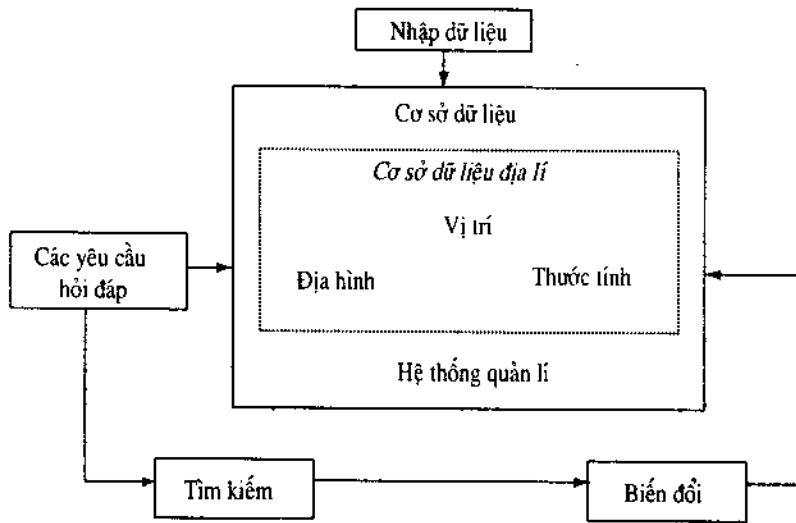 Nhập dữ liệu
Cơ sở dữ liệu
Cơ sở dữ liệu địa lí
Vị trí
Địa hình
Thước tính
Hệ thống quản lí
Các yêu cầu
hỏi đáp
Tìm kiếm
Biến đổi